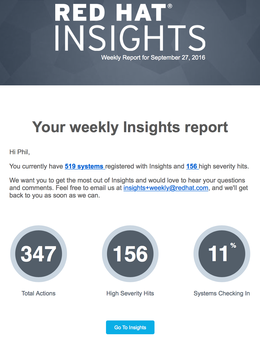 RED HAT®
INSIGHTS
Weekly Report for September 27, 2016
Your weekly Insights report
Hi Phil,
You currently have 519 systems registered with Insights and 156 high severity hits.
We want you to get the most out of Insights and would love to hear your questions
and comments. Feel free to email us at insights+weekly@redhat.com, and we'll get
back to you as soon as we can.
347 156 11%
Total Actions High Severity Hits Systems Checking In
Go To Insights